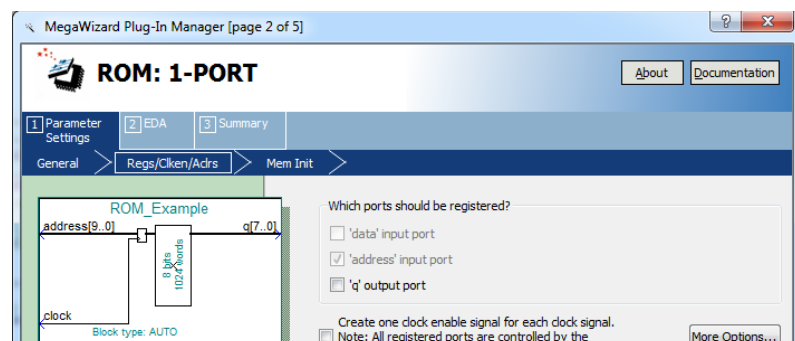 MegaWizard Plug-In Manager [page 2 of 5]
ROM: 1-PORT
About
Documentation
1 Parameter Settings
2 EDA
3 Summary
General
Regs/Clken/Aclrs
Mem Init
ROM_Example
address[9..0]
q[7..0]
8 bits
1024 words
clock
Block type: AUTO
Which ports should be registered?
'data' input port
'address' input port
'q' output port
Create one clock enable signal for each clock signal.
Note: All registered ports are controlled by the
More Options...